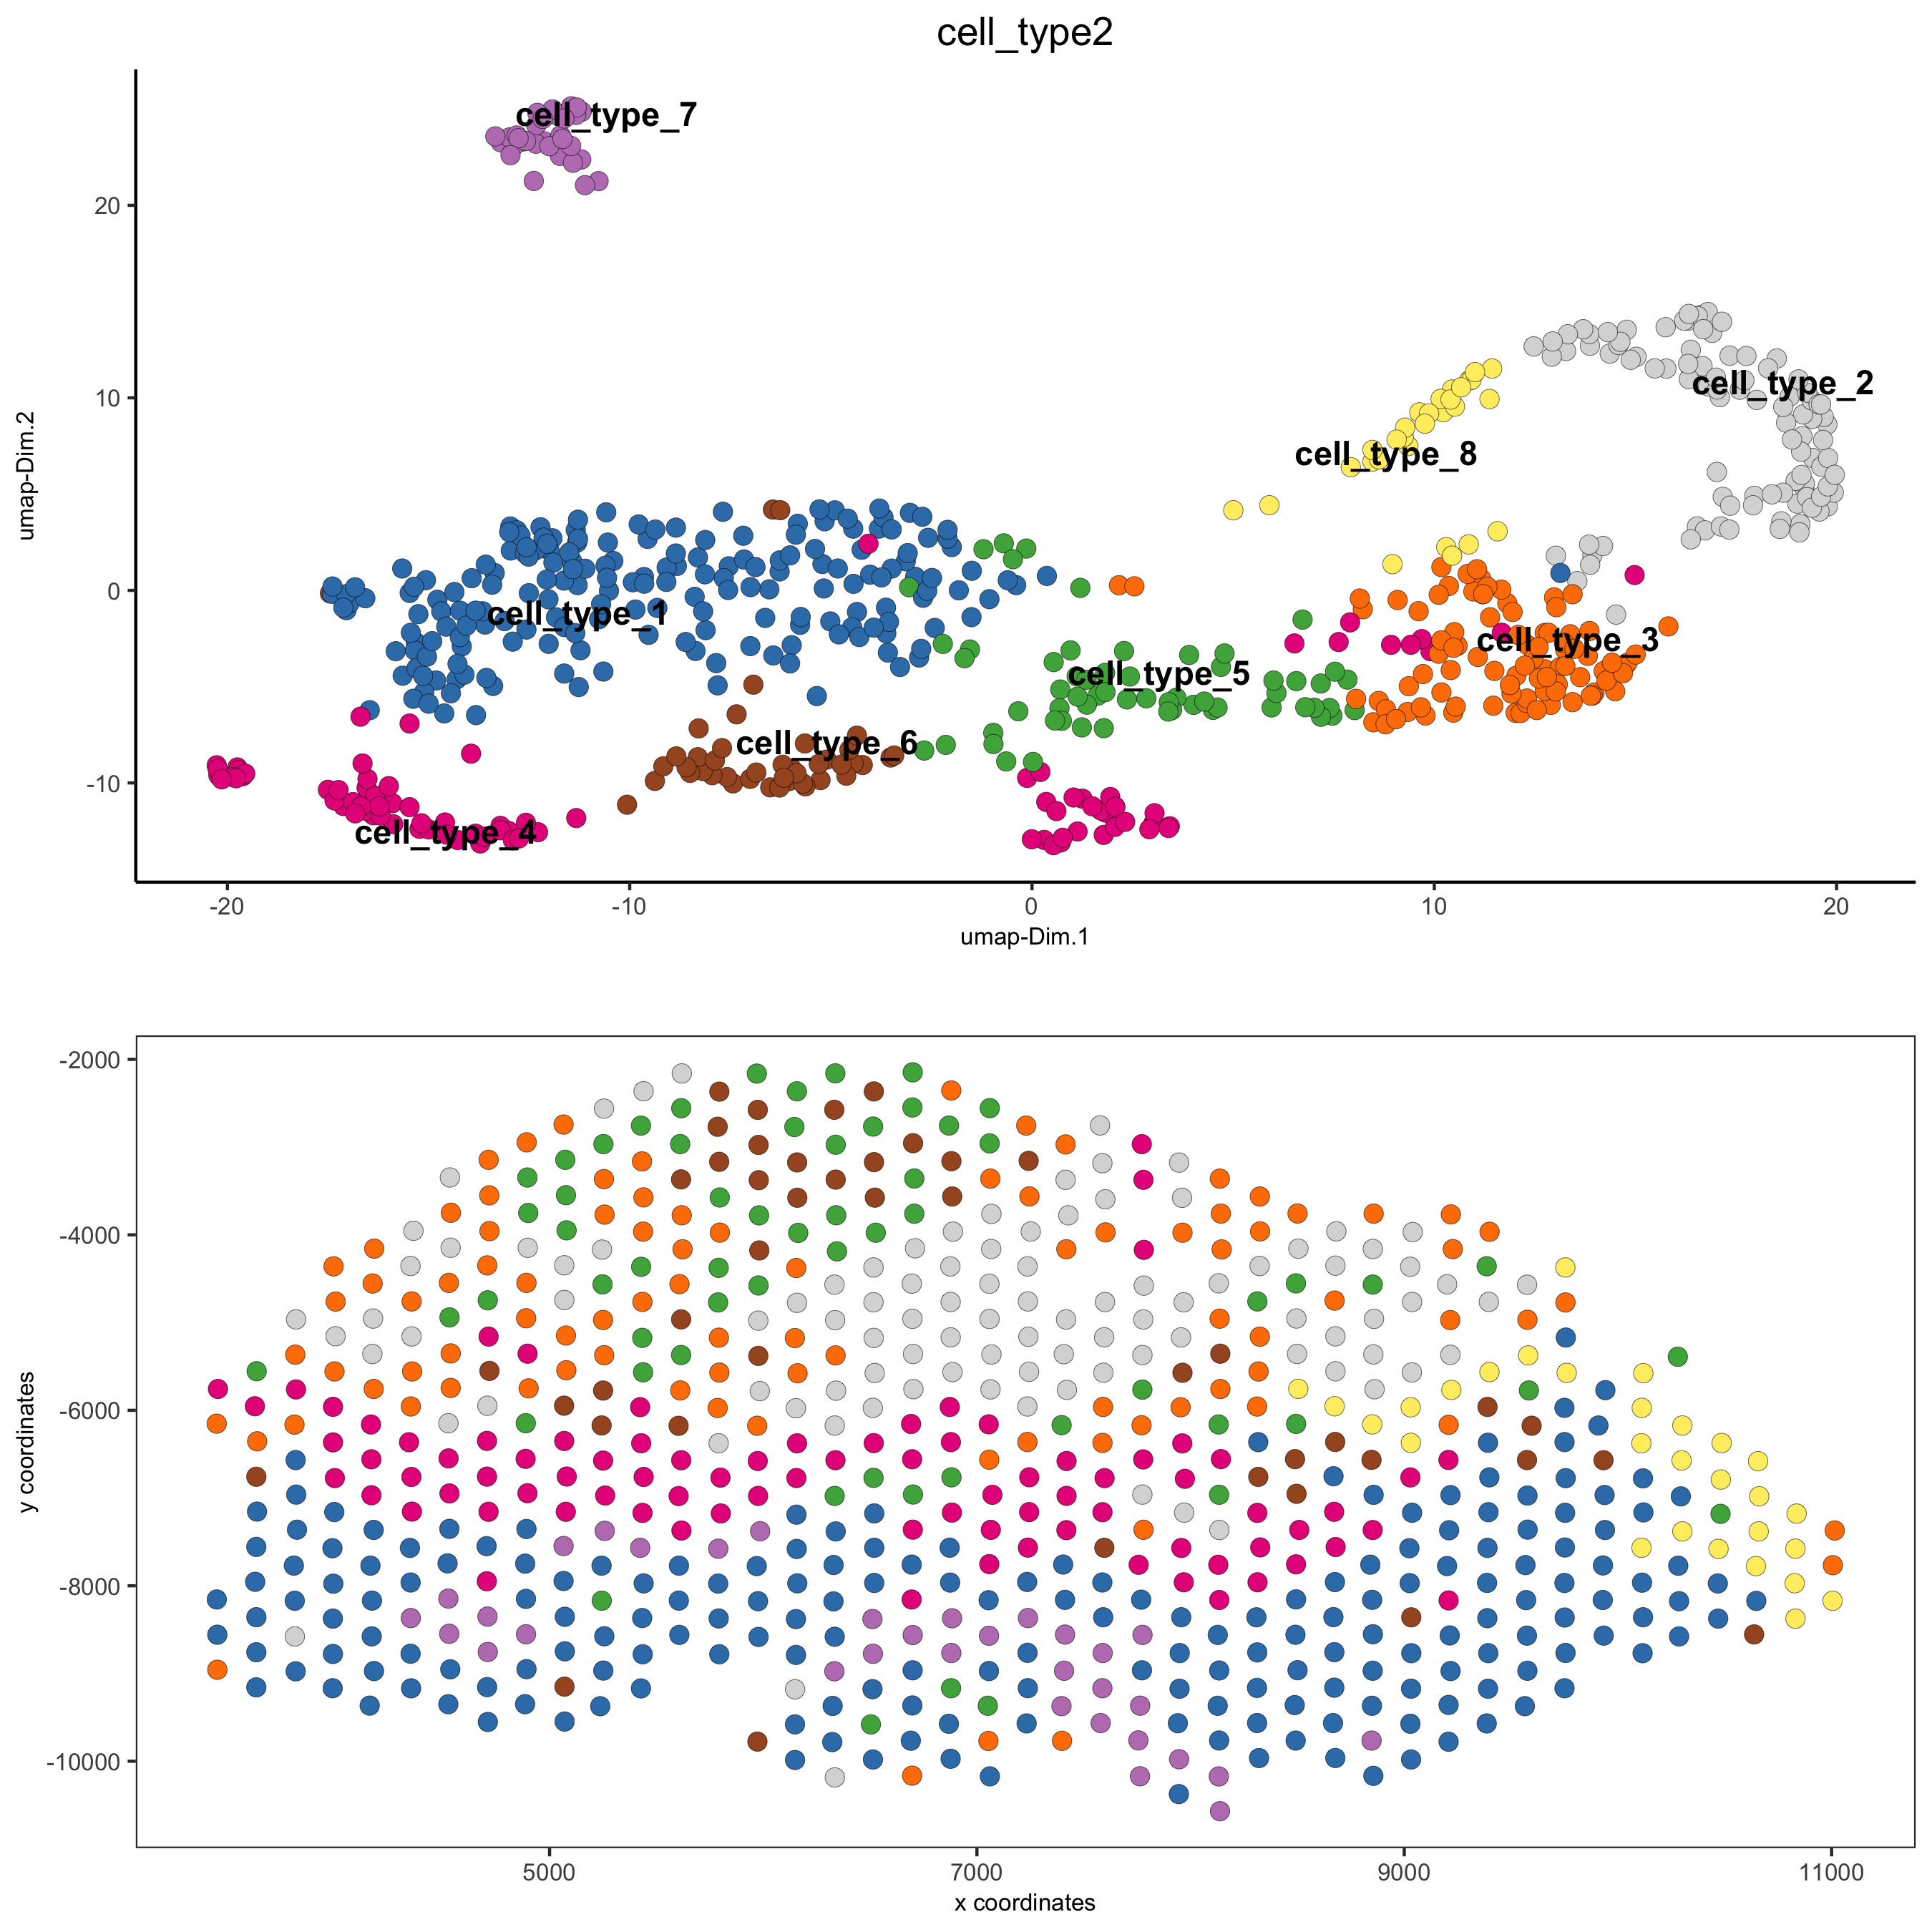 cell_type2
cell_type_7
20
10
cell_type_2
cell_type_8
umap-Dim.2
0
cell_type_1
cell_type_3
cell_type_5
cell_type_6
-10
cell_type_4
-20
-10
0
10
20
umap-Dim.1
-2000
-4000
-6000
y coordinates
-8000
-10000
5000
7000
9000
11000
x coordinates